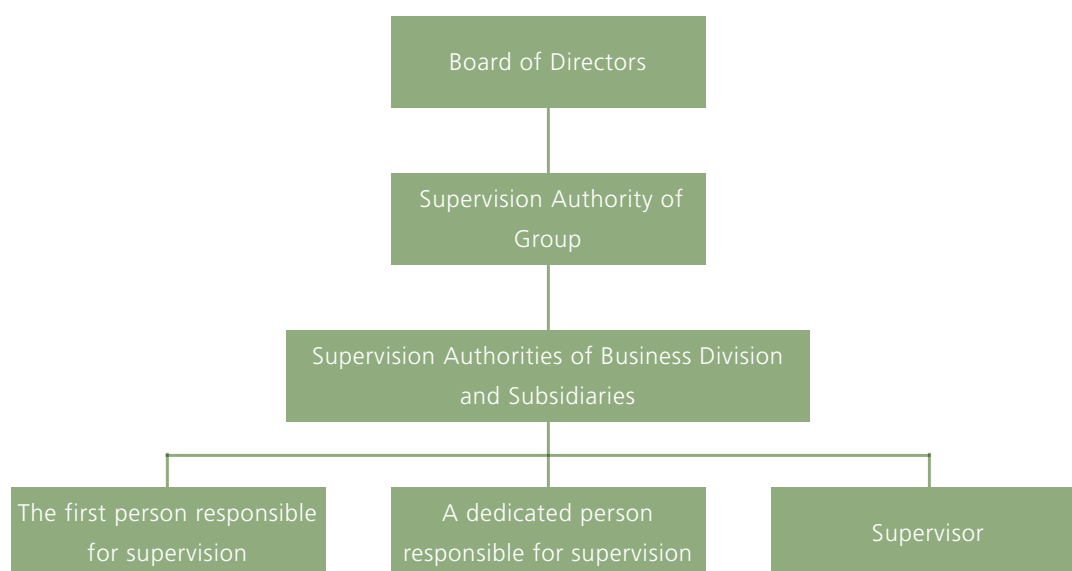 Board of Directors
Supervision Authority of
Group
Supervision Authorities of Business Division
and Subsidiaries
The first person responsible
for supervision
A dedicated person
responsible for supervision
Supervisor